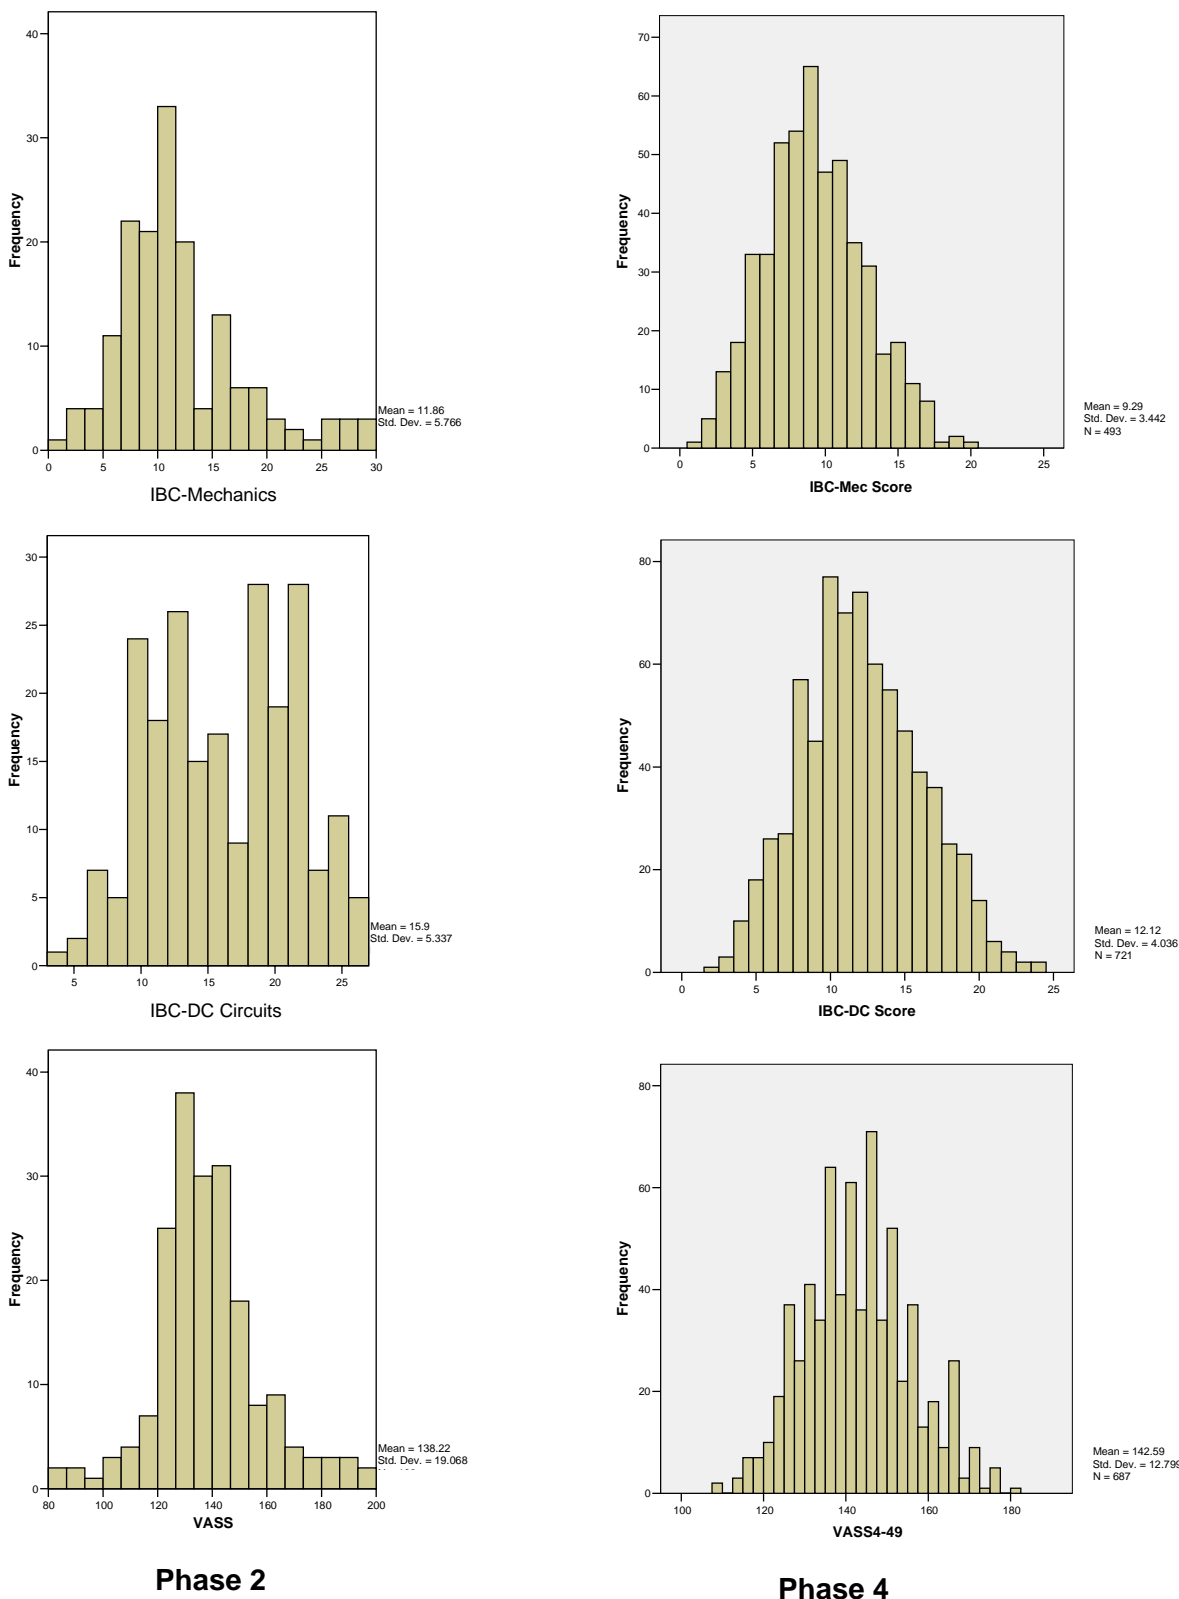 40
30
20
10
0
Frequency
0 5 10 15 20 25 30
IBC-Mechanics
Mean = 11.86
Std. Dev. = 5.766
70
60
50
40
30
20
10
0
Frequency
0 5 10 15 20 25
IBC-Mec Score
Mean = 9.29
Std. Dev. = 3.442
N = 493
30
25
20
15
10
5
0
Frequency
5 10 15 20 25
IBC-DC Circuits
Mean = 15.9
Std. Dev. = 5.337
80
60
40
20
0
Frequency
0 5 10 15 20 25
IBC-DC Score
Mean = 12.12
Std. Dev. = 4.036
N = 721
40
30
20
10
0
Frequency
80 100 120 140 160 180 200
VASS
Mean = 138.22
Std. Dev. = 19.068
80
60
40
20
0
Frequency
100 120 140 160 180
VASS4-49
Mean = 142.59
Std. Dev. = 12.799
N = 687
Phase 2
Phase 4